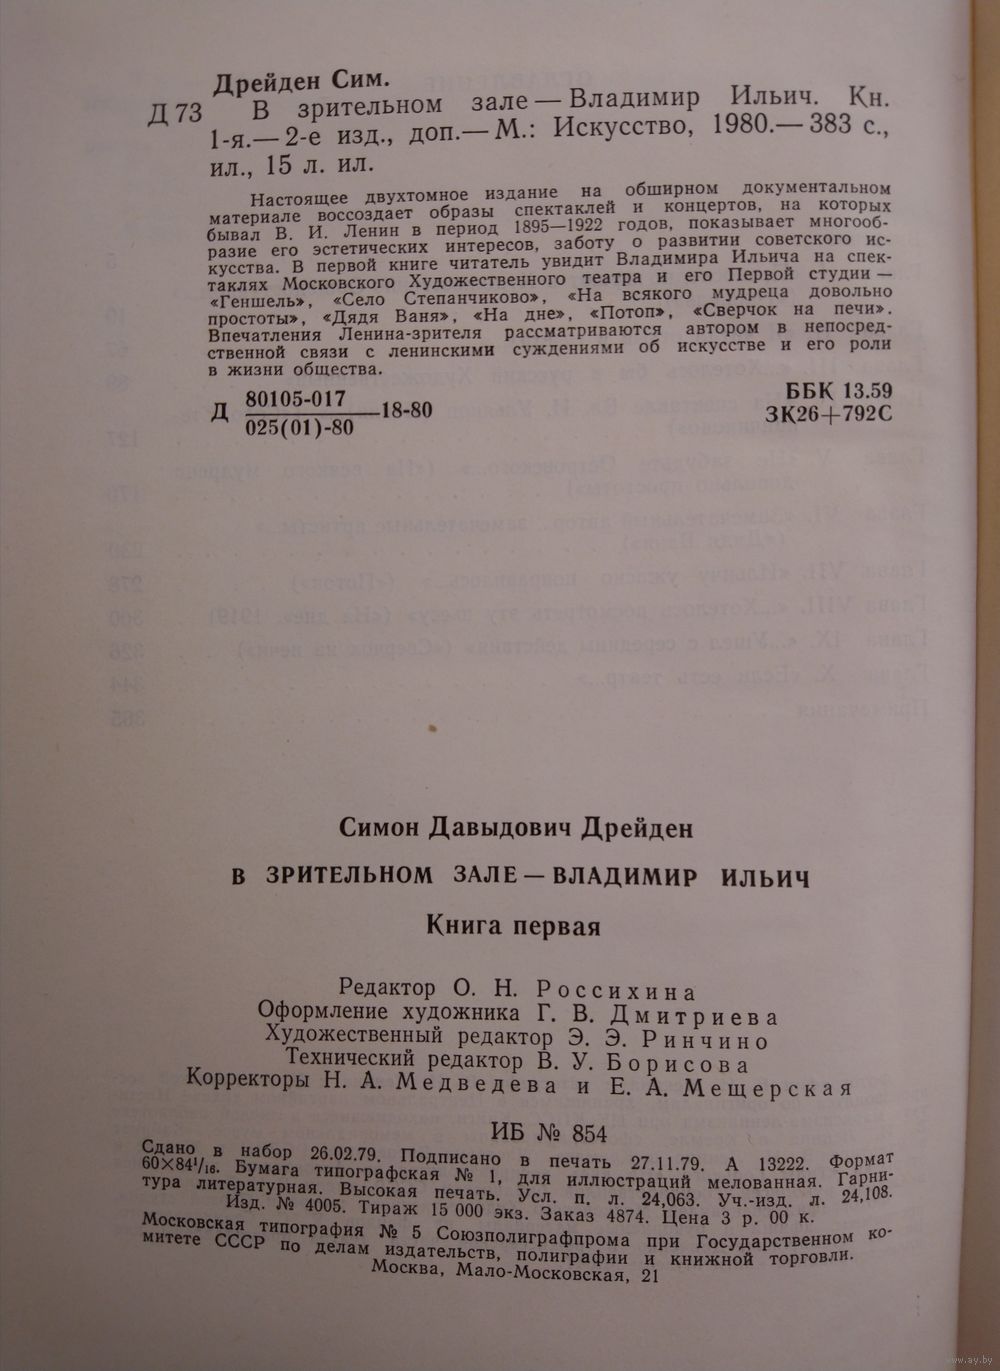 Дрейден Сим.
Д 73 В зрительном зале — Владимир Ильич. Кн.
1-я.— 2-е изд., доп.— М.: Искусство, 1980.— 383 с.,
ил., 15 л. ил.
Настоящее двухтомное издание на обширном документальном
материале воссоздает образы спектаклей и концертов, на которых
бывал В. И. Ленин в период 1895—1922 годов, показывает многооб-
разие его эстетических интересов, заботу о развитии советского ис-
кусства. В первой книге читатель увидит Владимира Ильича на спек-
таклях Московского Художественного театра и его Первой студии —
«Геншель», «Село Степанчиково», «На всякого мудреца довольно
простоты», «Дядя Ваня», «На дне», «Потоп», «Сверчок на печи».
Впечатления Ленина-зрителя рассматриваются автором в непосред-
ственной связи с ленинскими суждениями об искусстве и его роли
в жизни общества.
Д 80105-017
025(01)-80 —18-80
ББК 13.59
3К26+792С
Симон Давыдович Дрейден
В ЗРИТЕЛЬНОМ ЗАЛЕ — ВЛАДИМИР ИЛЬИЧ
Книга первая
Редактор О. Н. Россихина
Оформление художника Г. В. Дмитриева
Художественный редактор Э. Э. Ринчино
Технический редактор В. У. Борисова
Корректоры Н. А. Медведева и Е. А. Мещерская
ИБ № 854
Сдано в набор 26.02.79. Подписано в печать 27.11.79. А 13222. Формат
60×84¹/₁₆. Бумага типографская № 1, для иллюстраций мелованная. Гарни-
тура литературная. Высокая печать. Усл. п. л. 24,063. Уч.-изд. л. 24,108.
Изд. № 4005. Тираж 15 000 экз. Заказ 4874. Цена 3 р. 00 к.
Московская типография № 5 Союзполиграфпрома при Государственном ко-
митете СССР по делам издательств, полиграфии и книжной торговли.
Москва, Мало-Московская, 21
www.ay.by